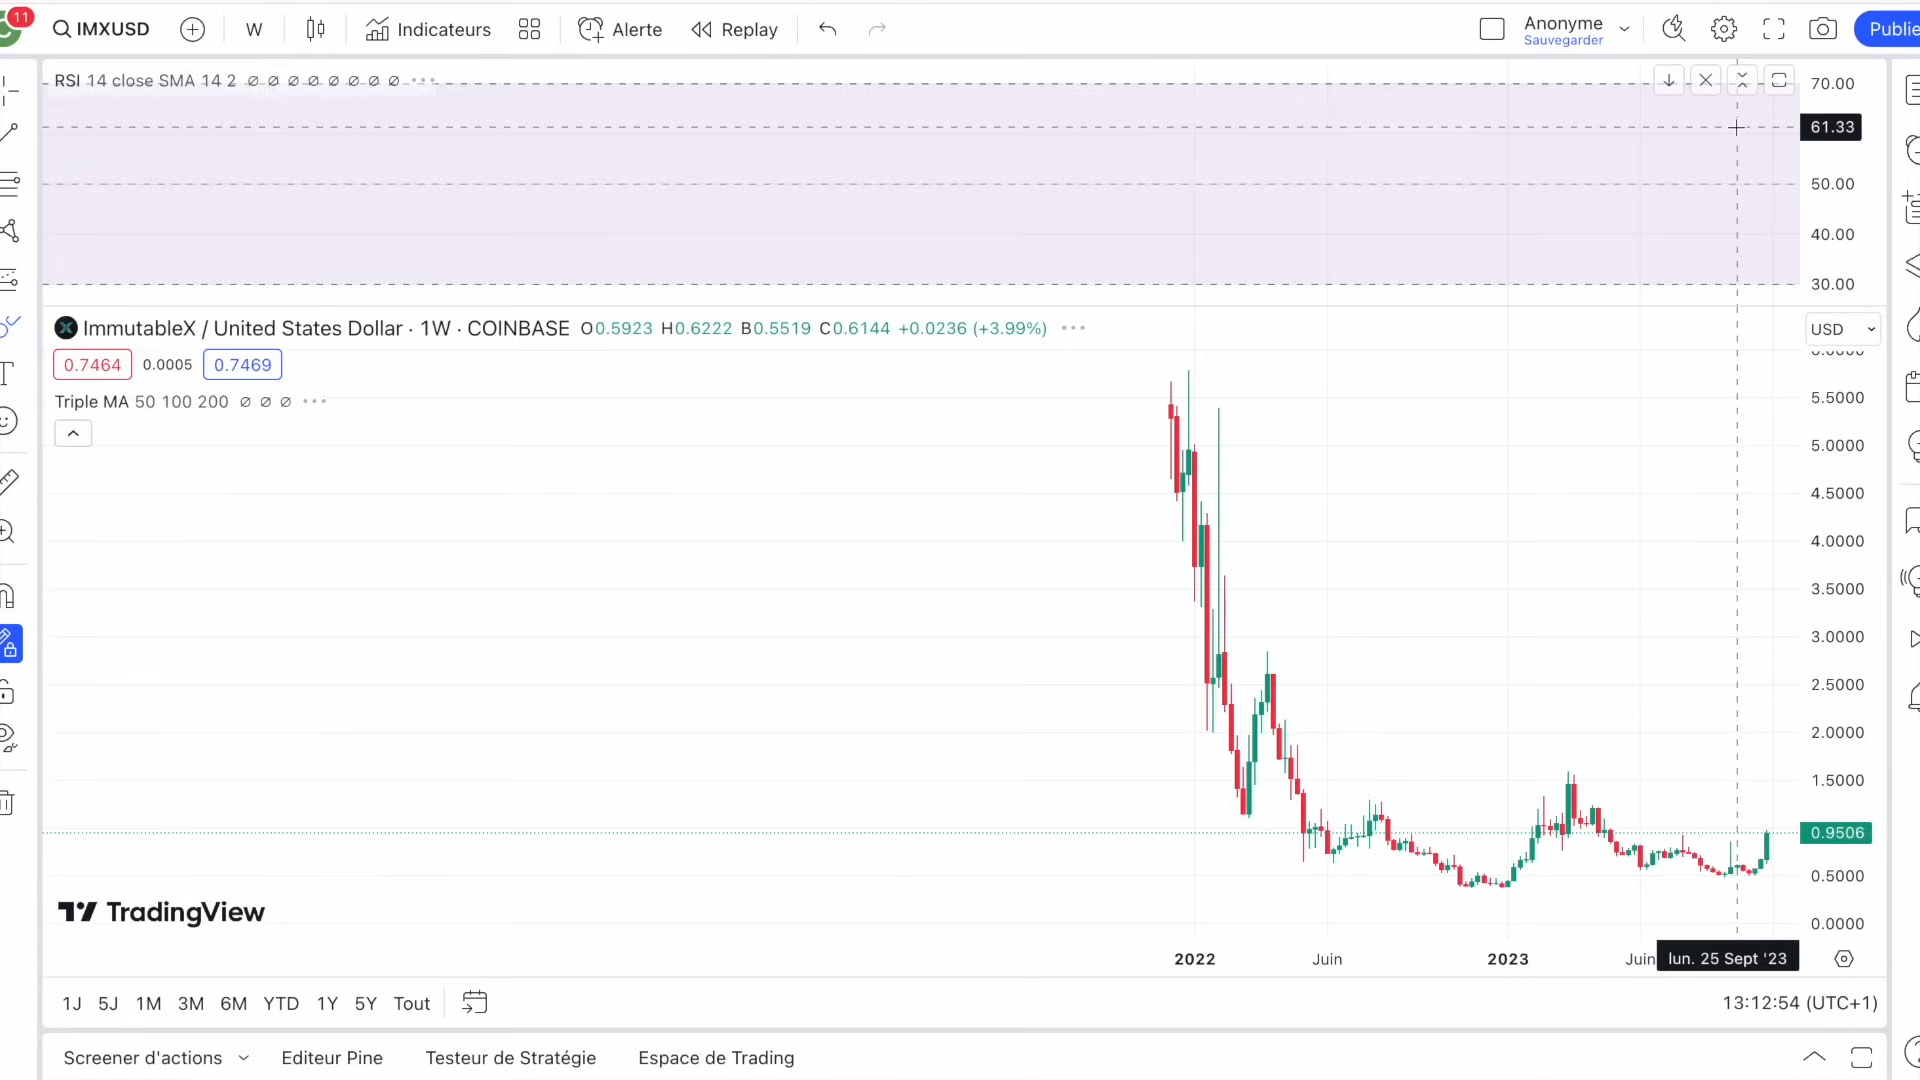 11
IMXUSD
W
Indicateurs
Alerte
Replay
Anonyme
Sauvegarder
Publie
RSI 14 close SMA 14 2 ∅ ∅ ∅ ∅ ∅ ∅ ∅ ∅
70.00
61.33
50.00
40.00
30.00
ImmutableX / United States Dollar · 1W · COINBASE O0.5923 H0.6222 B0.5519 C0.6144 +0.0236 (+3.99%)
USD
0.7464 0.0005 0.7469
Triple MA 50 100 200 ∅ ∅ ∅
5.5000
5.0000
4.5000
4.0000
3.5000
3.0000
2.5000
2.0000
1.5000
0.9506
0.5000
0.0000
TradingView
2022 Juin 2023 Juin lun. 25 Sept '23
1J 5J 1M 3M 6M YTD 1Y 5Y Tout
13:12:54 (UTC+1)
Screener d'actions Editeur Pine Testeur de Stratégie Espace de Trading